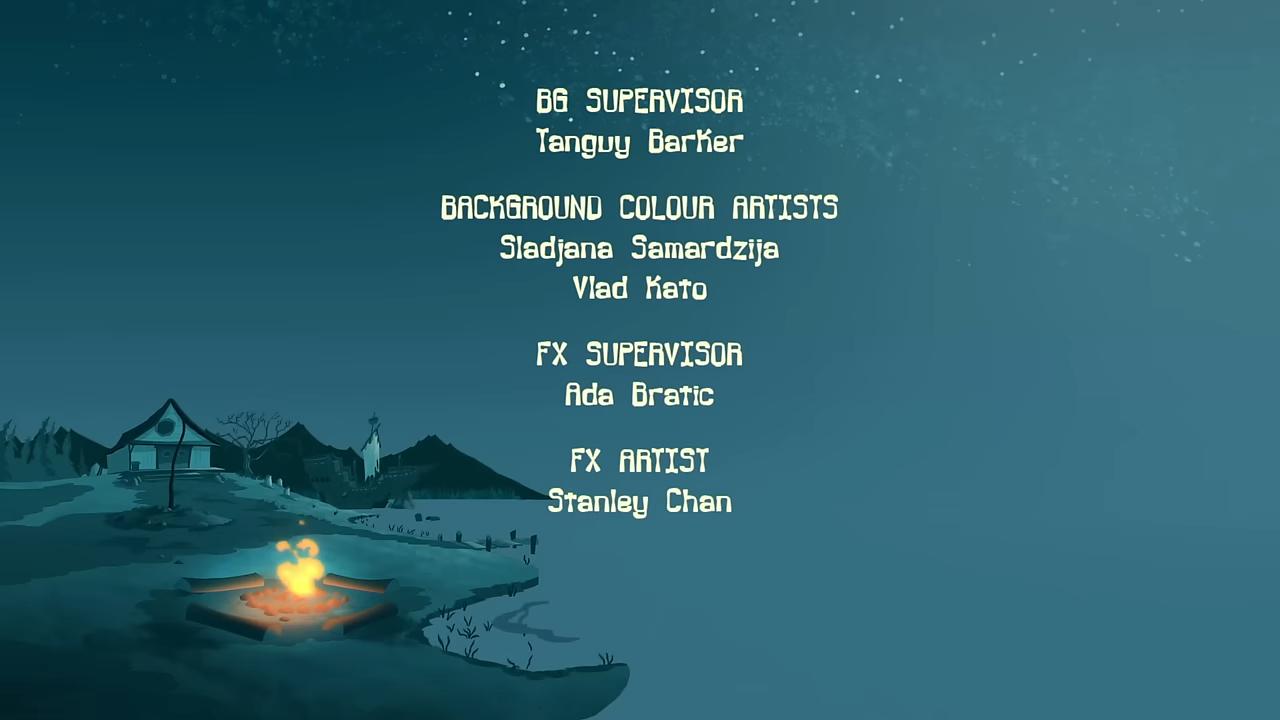 BG SUPERVISOR
Tanguy Barker
BACKGROUND COLOUR ARTISTS
Sladjana Samardzija
Vlad Kato
FX SUPERVISOR
Ada Bratic
FX ARTIST
Stanley Chan